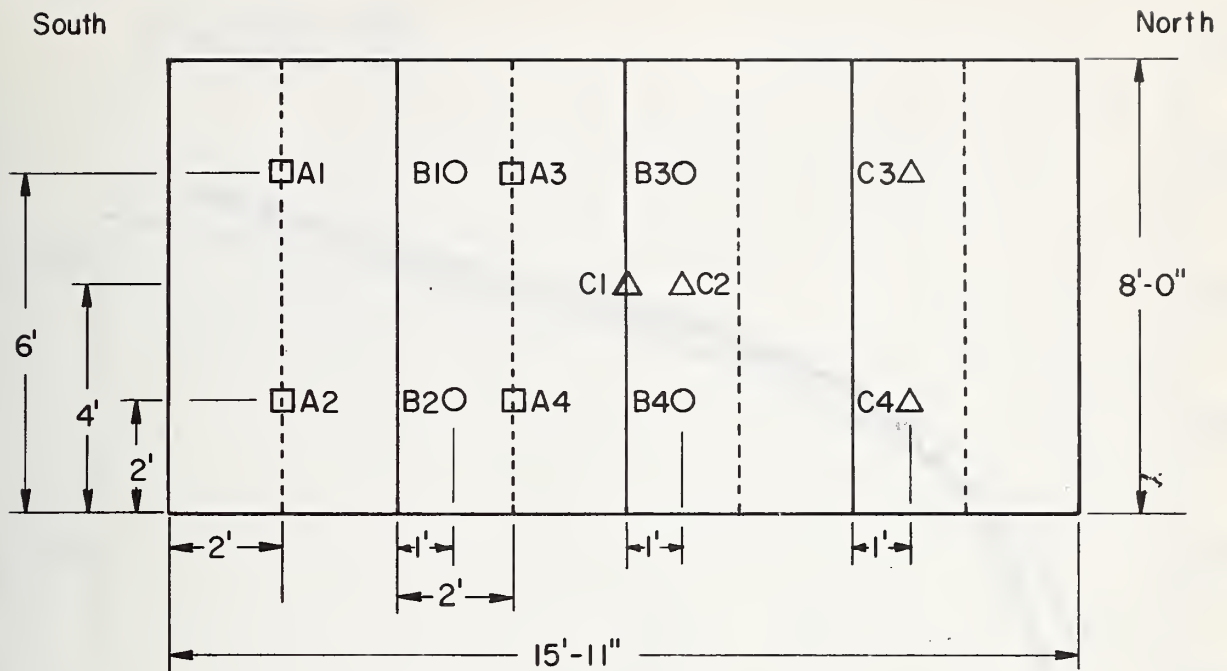 South North
A1 B1 A3 B3 C3
C1 C2 8'-0"
6'
A2 B2 A4 B4 C4
4'
2'
2' 1' 1' 1'
2'
15'-11"